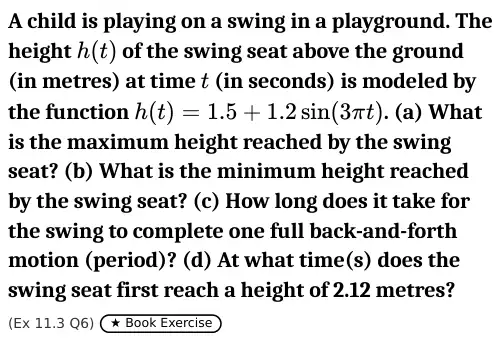 A child is playing on a swing in a playground. The
height h(t) of the swing seat above the ground
(in metres) at time t (in seconds) is modeled by
the function h(t) = 1.5 + 1.2 sin(3πt). (a) What
is the maximum height reached by the swing
seat? (b) What is the minimum height reached
by the swing seat? (c) How long does it take for
the swing to complete one full back-and-forth
motion (period)? (d) At what time(s) does the
swing seat first reach a height of 2.12 metres?
(Ex 11.3 Q6) ★ Book Exercise